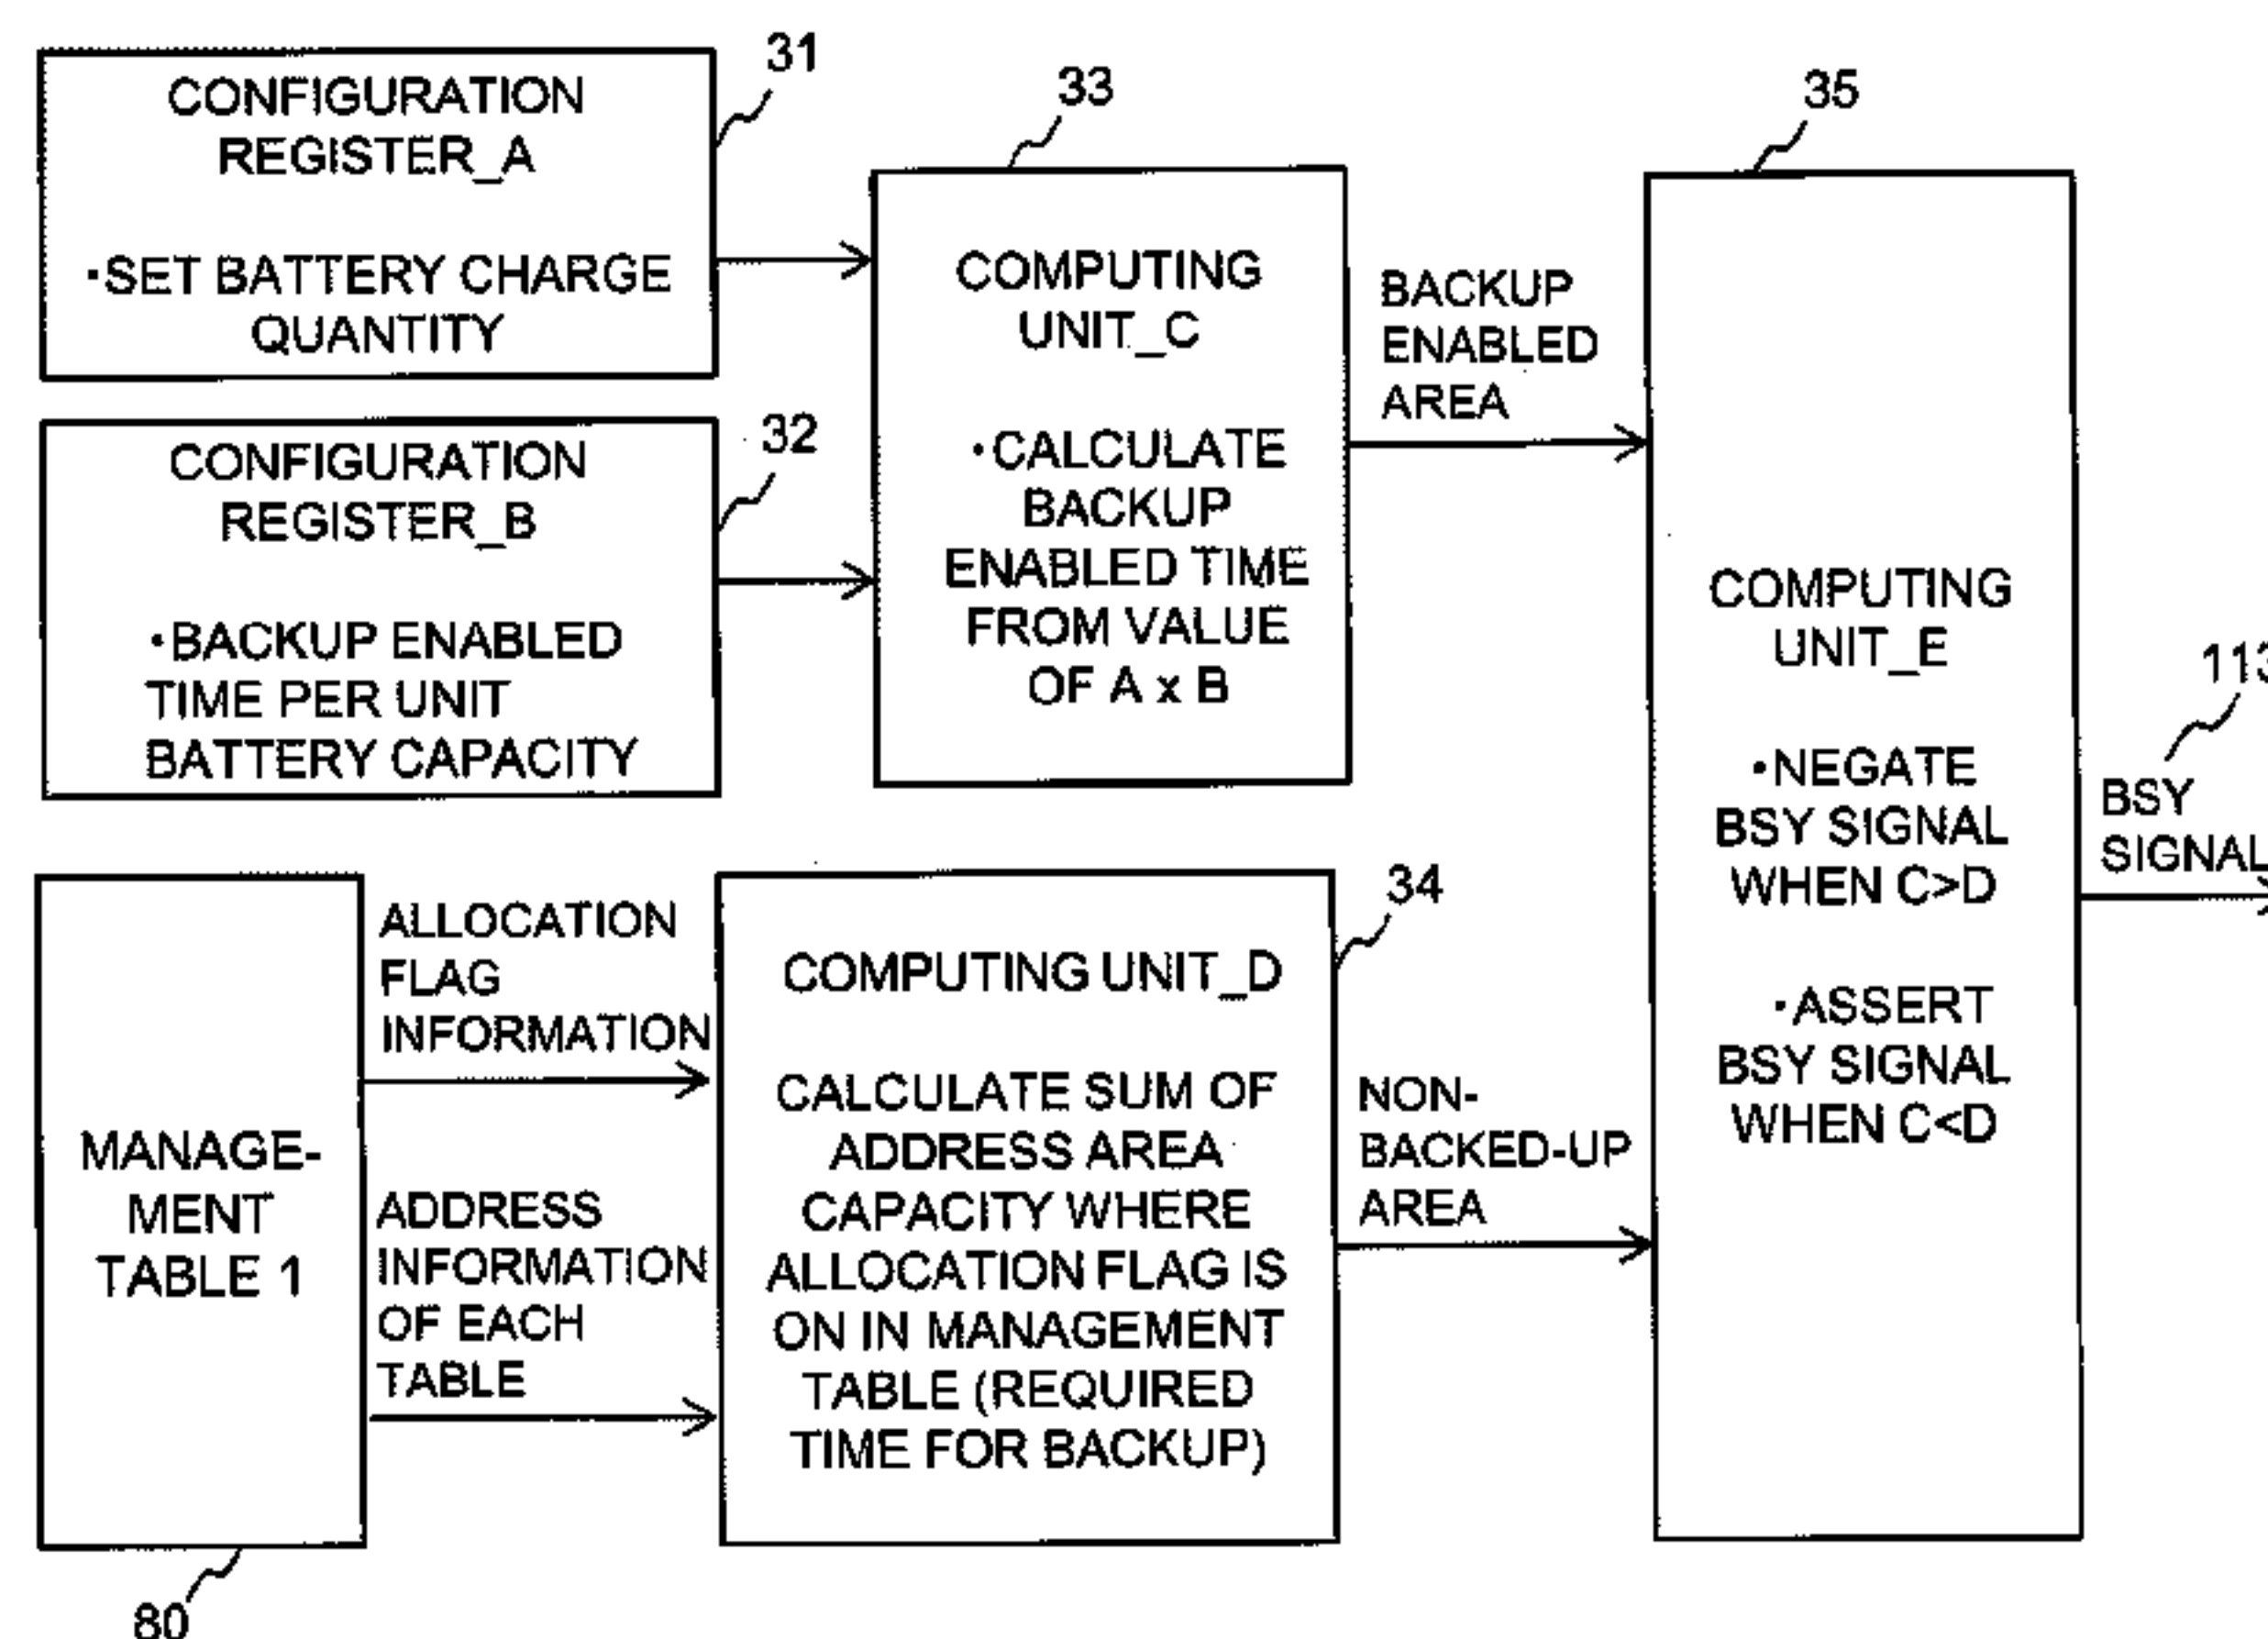 31
CONFIGURATION
REGISTER_A
•SET BATTERY CHARGE
QUANTITY
32
CONFIGURATION
REGISTER_B
•BACKUP ENABLED
TIME PER UNIT
BATTERY CAPACITY
33
COMPUTING
UNIT_C
•CALCULATE
BACKUP
ENABLED TIME
FROM VALUE
OF A x B
BACKUP
ENABLED
AREA
35
COMPUTING
UNIT_E
•NEGATE
BSY SIGNAL
WHEN C>D
•ASSERT
BSY SIGNAL
WHEN C<D
113
BSY
SIGNAL
MANAGE-
MENT
TABLE 1
80
ALLOCATION
FLAG
INFORMATION
ADDRESS
INFORMATION
OF EACH
TABLE
34
COMPUTING UNIT_D
CALCULATE SUM OF
ADDRESS AREA
CAPACITY WHERE
ALLOCATION FLAG IS
ON IN MANAGEMENT
TABLE (REQUIRED
TIME FOR BACKUP)
NON-
BACKED-UP
AREA